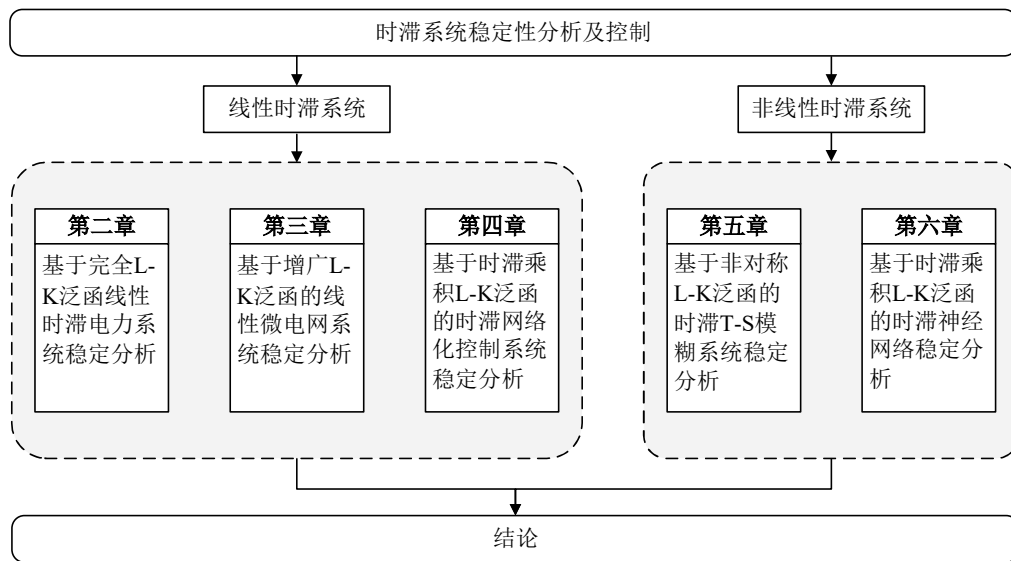 时滞系统稳定性分析及控制
线性时滞系统
非线性时滞系统
第二章
基于完全L-
K泛函线性
时滞电力系
统稳定分析
第三章
基于增广L-
K泛函的线
性微电网系
统稳定分析
第四章
基于时滞乘
积L-K泛函
的时滞网络
化控制系统
稳定分析
第五章
基于非对称
L-K泛函的
时滞T-S模
糊系统稳定
分析
第六章
基于时滞乘
积L-K泛函
的时滞神经
网络稳定分
析
结论